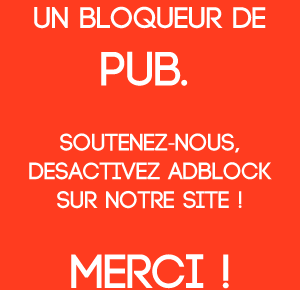 UN BLOQUEUR DE
PUB.
SOUTENEZ-NOUS,
DESACTIVEZ ADBLOCK
SUR NOTRE SITE !
MERCI !